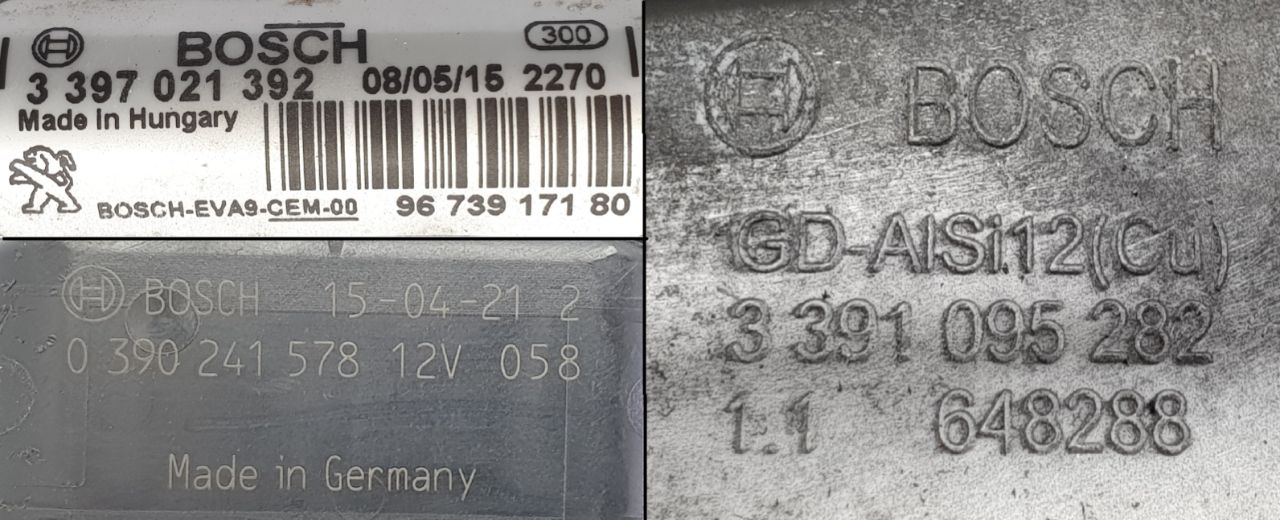 BOSCH
300
3 397 021 392 08/05/15 2270
Made In Hungary
BOSCH-EVA9-CEM-00 96 739 171 80
BOSCH 15-04-21 2
0 390 241 578 12V 058
Made in Germany
BOSCH
GD-AlSi12(Cu)
3 391 095 282
1.1 648288